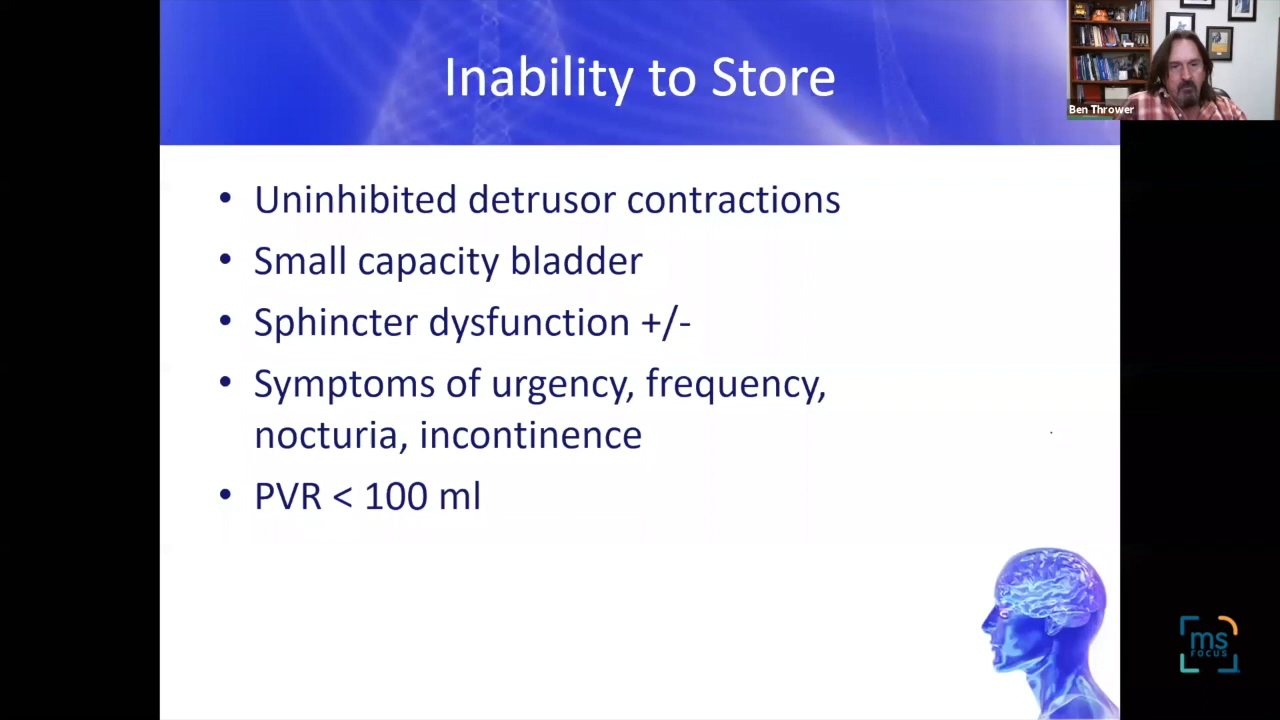 Inability to Store
Ben Thrower
• Uninhibited detrusor contractions
• Small capacity bladder
• Sphincter dysfunction +/-
• Symptoms of urgency, frequency,
nocturia, incontinence
• PVR < 100 ml
ms
FOCUS